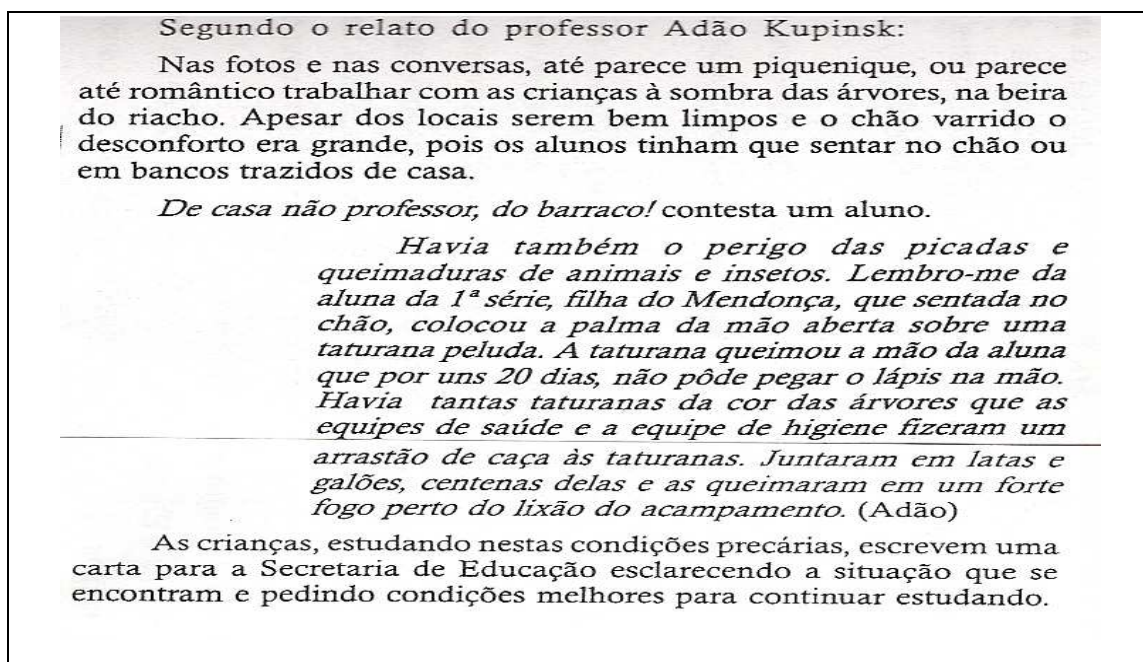 Segundo o relato do professor Adão Kupinsk:
Nas fotos e nas conversas, até parece um piquenique, ou parece
até romântico trabalhar com as crianças à sombra das árvores, na beira
do riacho. Apesar dos locais serem bem limpos e o chão varrido o
desconforto era grande, pois os alunos tinham que sentar no chão ou
em bancos trazidos de casa.
De casa não professor, do barraco! contesta um aluno.
Havia também o perigo das picadas e
queimaduras de animais e insetos. Lembro-me da
aluna da 1ª série, filha do Mendonça, que sentada no
chão, colocou a palma da mão aberta sobre uma
taturana peluda. A taturana queimou a mão da aluna
que por uns 20 dias, não pôde pegar o lápis na mão.
Havia tantas taturanas da cor das árvores que as
equipes de saúde e a equipe de higiene fizeram um
arrastão de caça às taturanas. Juntaram em latas e
galões, centenas delas e as queimaram em um forte
fogo perto do lixão do acampamento. (Adão)
As crianças, estudando nestas condições precárias, escrevem uma
carta para a Secretaria de Educação esclarecendo a situação que se
encontram e pedindo condições melhores para continuar estudando.